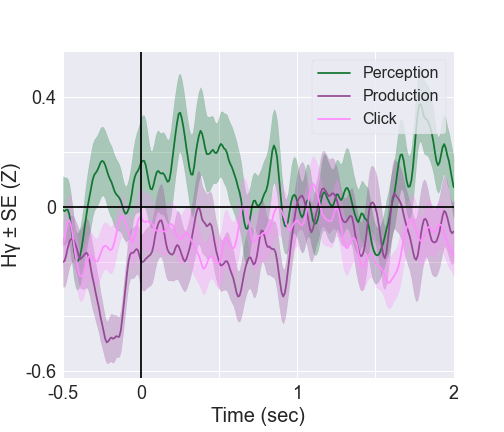 Perception
Production
Click
0.4
0
-0.6
Hγ ± SE (Z)
-0.5
0
1
2
Time (sec)